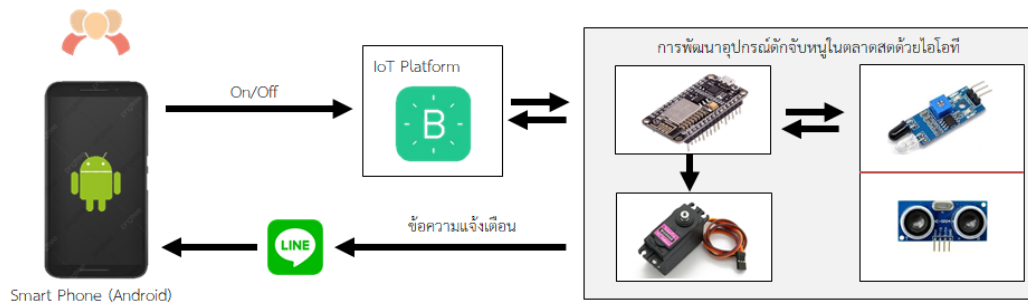 การพัฒนาอุปกรณ์ดักจับหนูในตลาดสดด้วยไอโอที
IoT Platform
On/Off
B
ข้อความแจ้งเตือน
LINE
Smart Phone (Android)